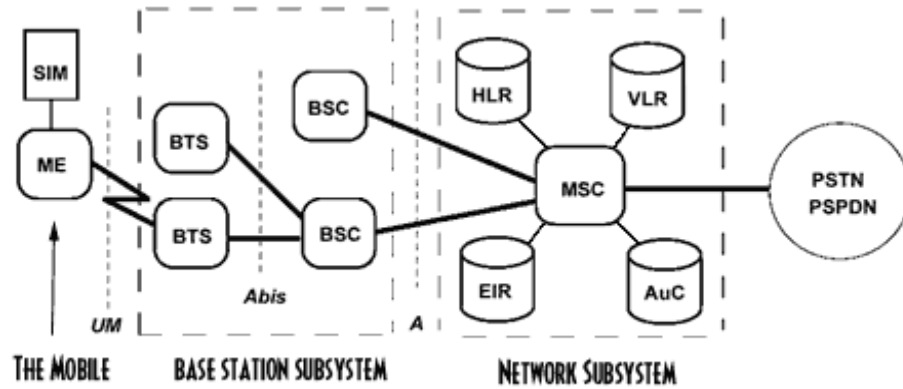 SIM
ME
BTS
BTS
BSC
BSC
HLR
VLR
MSC
EIR
AuC
PSTN
PSPDN
UM
Abis
A
THE MOBILE
BASE STATION SUBSYSTEM
NETWORK SUBSYSTEM